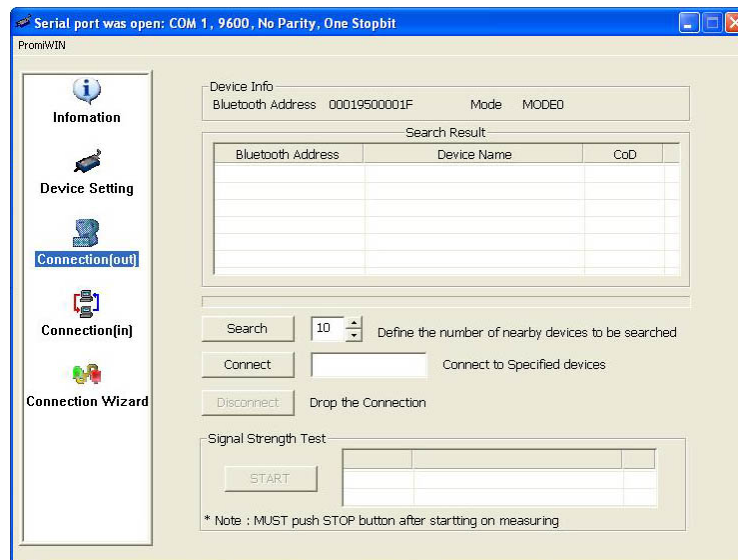 Serial port was open: COM 1, 9600, No Parity, One Stopbit
PromiWIN
Infomation
Device Setting
Connection(out)
Connection(in)
Connection Wizard
Device Info
Bluetooth Address 00019500001F Mode MODE0
Search Result
Bluetooth Address Device Name CoD
Search 10 Define the number of nearby devices to be searched
Connect Connect to Specified devices
Disconnect Drop the Connection
Signal Strength Test
START
* Note : MUST push STOP button after startting on measuring